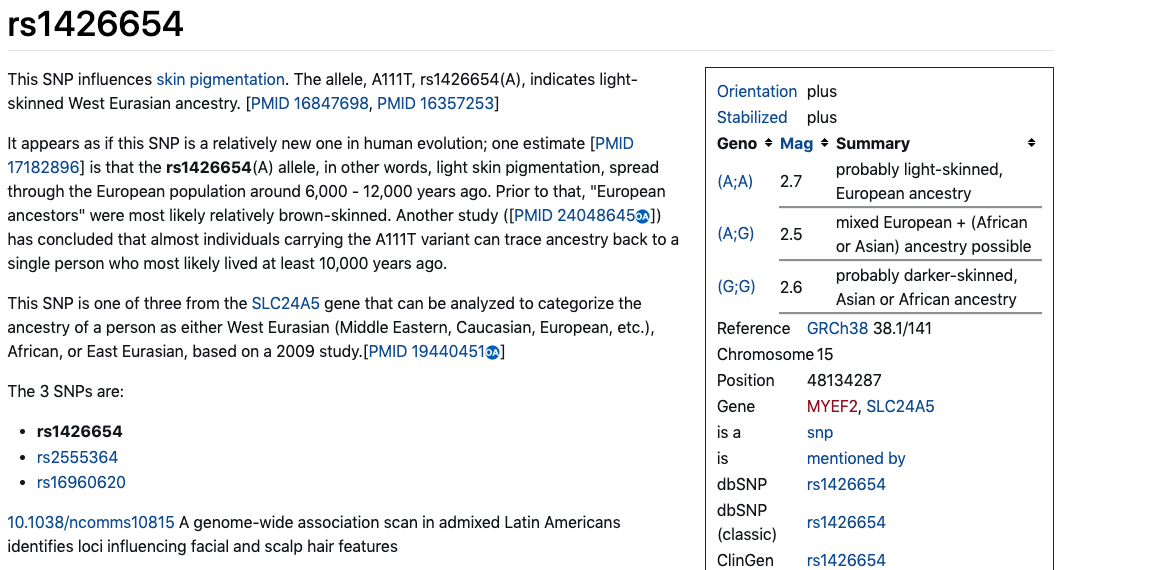 rs1426654
This SNP influences skin pigmentation. The allele, A111T, rs1426654(A), indicates light-
skinned West Eurasian ancestry. [PMID 16847698, PMID 16357253]
It appears as if this SNP is a relatively new one in human evolution; one estimate [PMID
17182896] is that the rs1426654(A) allele, in other words, light skin pigmentation, spread
through the European population around 6,000 - 12,000 years ago. Prior to that, "European
ancestors" were most likely relatively brown-skinned. Another study ([PMID 24048645OA])
has concluded that almost individuals carrying the A111T variant can trace ancestry back to a
single person who most likely lived at least 10,000 years ago.
This SNP is one of three from the SLC24A5 gene that can be analyzed to categorize the
ancestry of a person as either West Eurasian (Middle Eastern, Caucasian, European, etc.),
African, or East Eurasian, based on a 2009 study.[PMID 19440451OA]
The 3 SNPs are:
• rs1426654
• rs2555364
• rs16960620
10.1038/ncomms10815 A genome-wide association scan in admixed Latin Americans
identifies loci influencing facial and scalp hair features
Orientation plus
Stabilized plus
Geno Mag Summary
(A;A) 2.7 probably light-skinned,
European ancestry
(A;G) 2.5 mixed European + (African
or Asian) ancestry possible
(G;G) 2.6 probably darker-skinned,
Asian or African ancestry
Reference GRCh38 38.1/141
Chromosome 15
Position 48134287
Gene MYEF2, SLC24A5
is a snp
is mentioned by
dbSNP rs1426654
dbSNP
(classic) rs1426654
ClinGen rs1426654